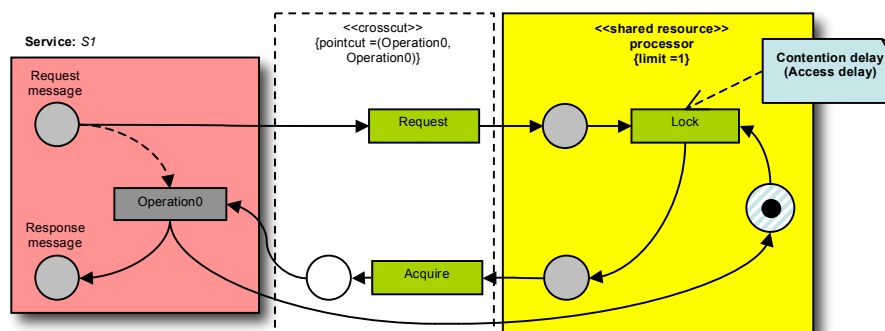 Service: S1
Request
message
Operation0
Response
message
<<crosscut>>
{pointcut =(Operation0,
Operation0)}
Request
Acquire
<<shared resource>>
processor
{limit =1}
Lock
Contention delay
(Access delay)